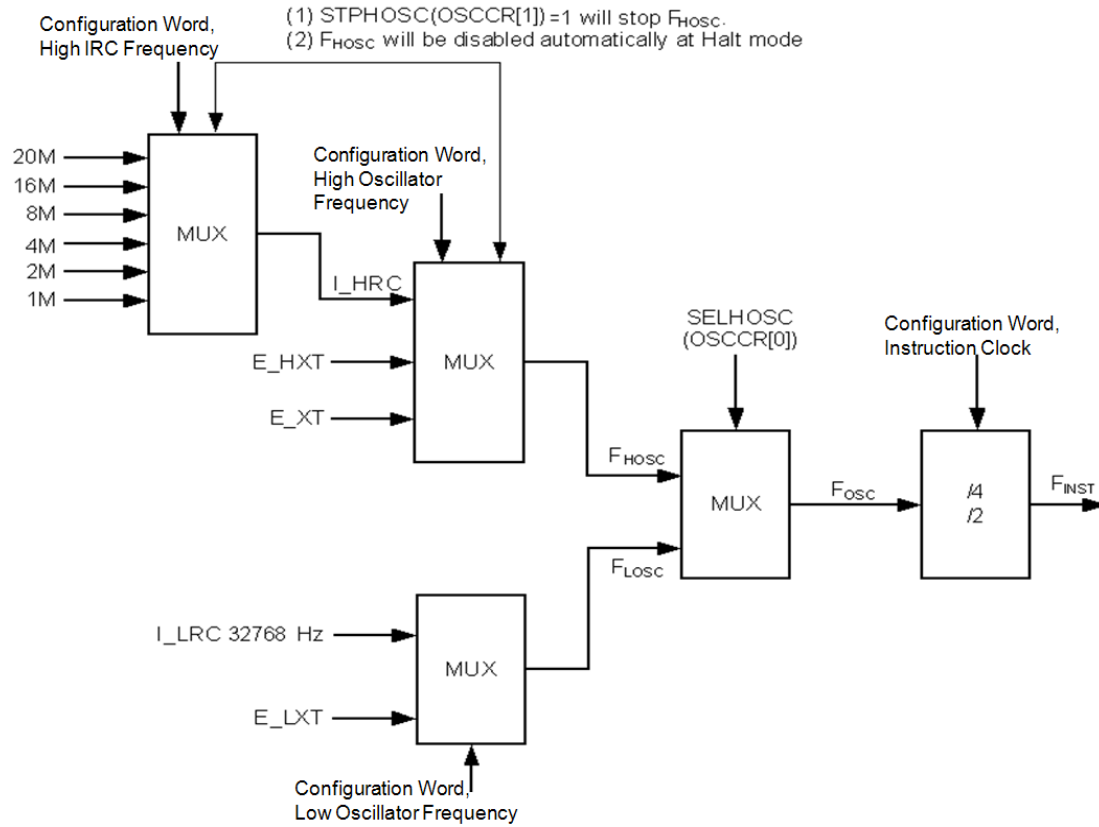 (1) STPHOSC(OSCCR[1]) =1 will stop FHOSC.
(2) FHOSC will be disabled automatically at Halt mode
Configuration Word,
High IRC Frequency
20M
16M
8M
4M
2M
1M
MUX
Configuration Word,
High Oscillator
Frequency
I_HRC
E_HXT
E_XT
MUX
FHOSC
SELHOSC
(OSCCR[0])
MUX
Configuration Word,
Instruction Clock
FOSC
/4
/2
FINST
FLOSC
I_LRC 32768 Hz
E_LXT
MUX
Configuration Word,
Low Oscillator Frequency